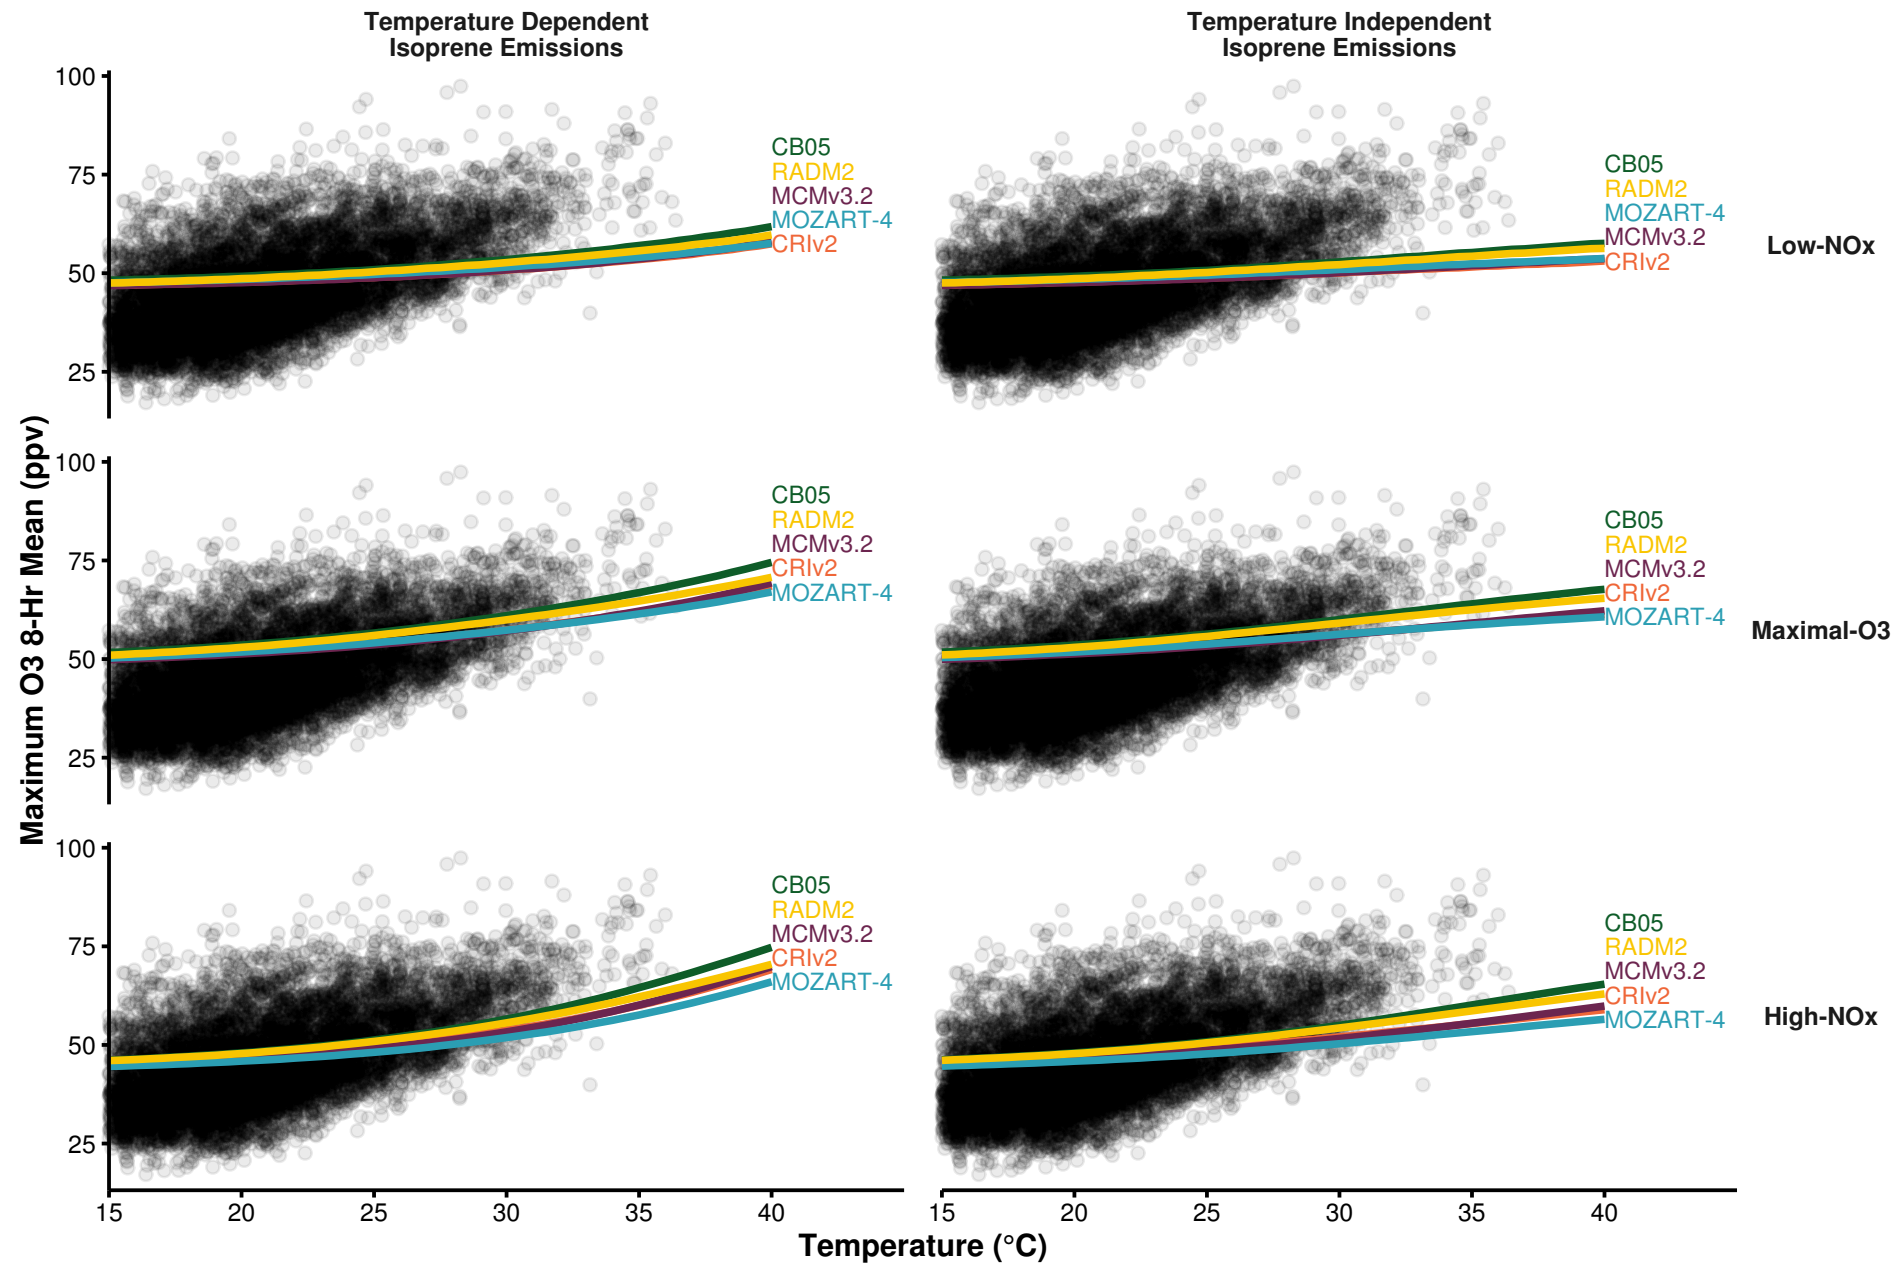 Temperature Dependent
Isoprene Emissions
Temperature Independent
Isoprene Emissions
Maximum O3 8-Hr Mean (ppv)
100
75
50
25
CB05
RADM2
MCMv3.2
MOZART-4
CRIv2
CB05
RADM2
MOZART-4
MCMv3.2
CRIv2
Low-NOx
100
75
50
25
CB05
RADM2
MCMv3.2
CRIv2
MOZART-4
CB05
RADM2
MCMv3.2
CRIv2
MOZART-4
Maximal-O3
100
75
50
25
CB05
RADM2
MCMv3.2
CRIv2
MOZART-4
CB05
RADM2
MCMv3.2
CRIv2
MOZART-4
High-NOx
15 20 25 30 35 40
15 20 25 30 35 40
Temperature (°C)